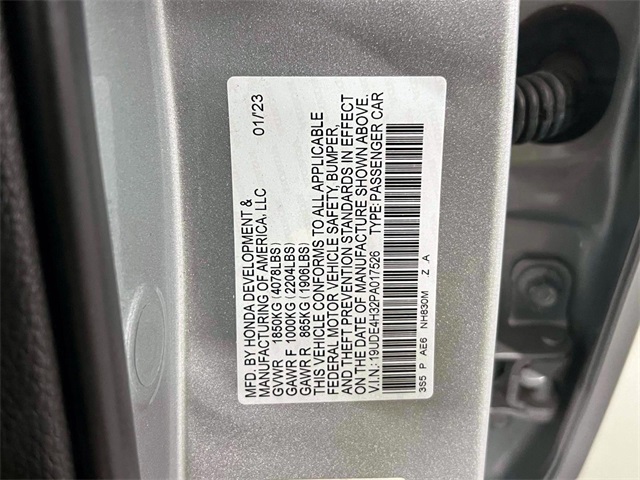 MFD. BY HONDA DEVELOPMENT &
MANUFACTURING OF AMERICA, LLC 01/23
GVWR 1850KG (4078LBS)
GAWR F 1000KG (2204LBS)
GAWR R 865KG (1906LBS)
THIS VEHICLE CONFORMS TO ALL APPLICABLE
FEDERAL MOTOR VEHICLE SAFETY, BUMPER,
AND THEFT PREVENTION STANDARDS IN EFFECT
ON THE DATE OF MANUFACTURE SHOWN ABOVE.
V.I.N.: 19UDE4H32PA017526 TYPE: PASSENGER CAR
3S5 P AE6 NH830M Z A